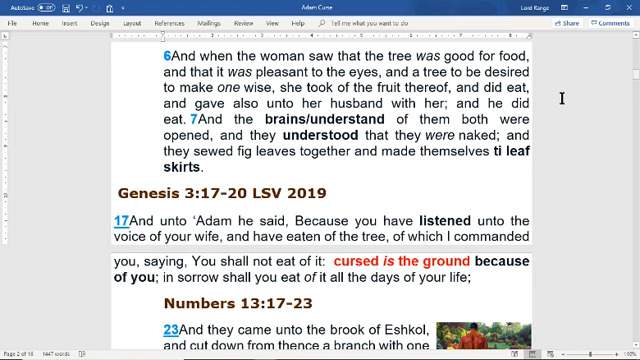 AutoSave Off
Adam Curse
Lord Range
File Home Insert Draw Design Layout References Mailings Review View Help Acrobat Tell me what you want to do Share Comments
6And when the woman saw that the tree was good for food,
and that it was pleasant to the eyes, and a tree to be desired
to make one wise, she took of the fruit thereof, and did eat,
and gave also unto her husband with her; and he did
eat. 7And the brains/understand of them both were
opened, and they understood that they were naked; and
they sewed fig leaves together and made themselves ti leaf
skirts.
Genesis 3:17-20 LSV 2019
17And unto ‘Adam he said, Because you have listened unto the
voice of your wife, and have eaten of the tree, of which I commanded
you, saying, You shall not eat of it: cursed is the ground because
of you; in sorrow shall you eat of it all the days of your life;
Numbers 13:17-23
23And they came unto the brook of Eshkol,
and cut down from thence a branch with one
Page 2 of 16 1447 words